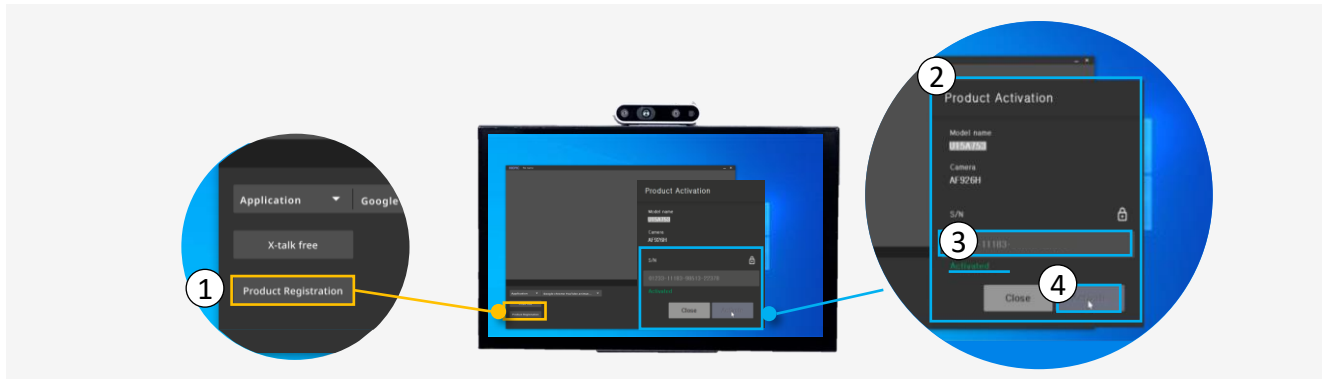 Application
Google
X-talk free
1
Product Registration
Product Activation
Model name
Camera
S/N
Activated
Close
2
Product Activation
Model name
U15A753
Camera
AF926H
S/N
3
-11183-
Activated
Close
4